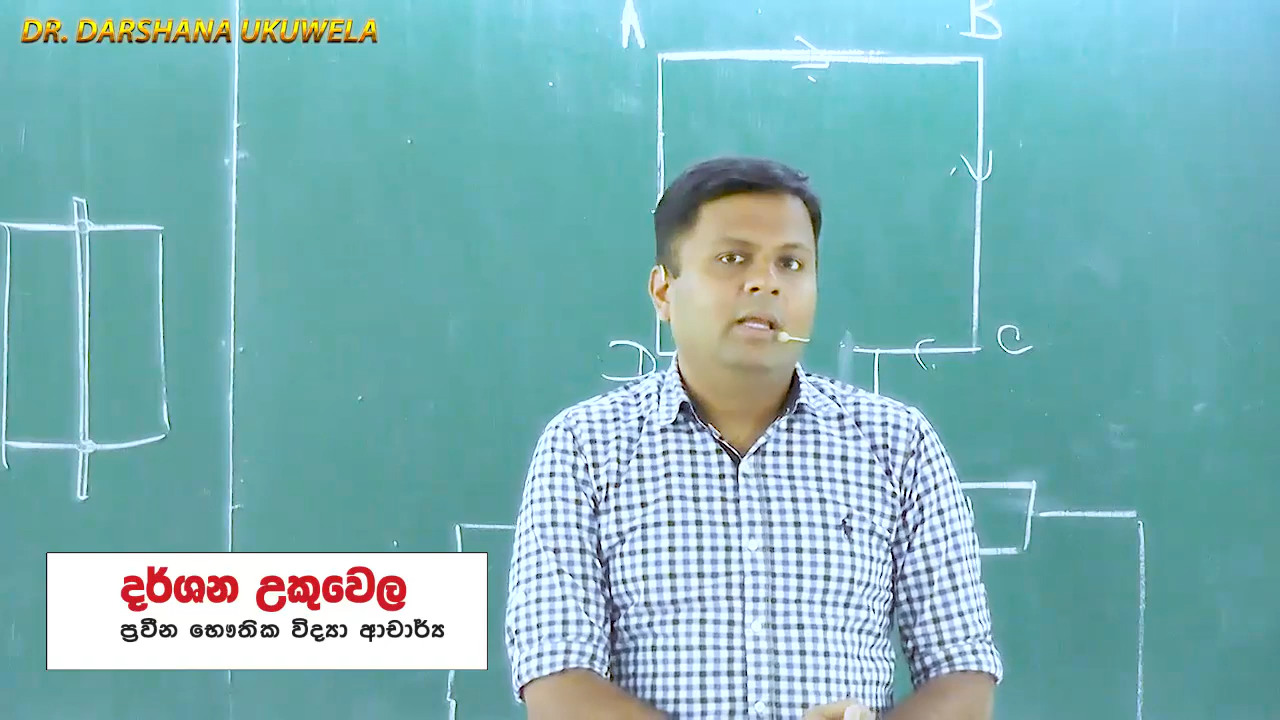 DR. DARSHANA UKUWELA
A
B
D
C
දර්ශන උකුවෙල
ප්‍රවීන භෞතික විද්‍යා ආචාර්ය